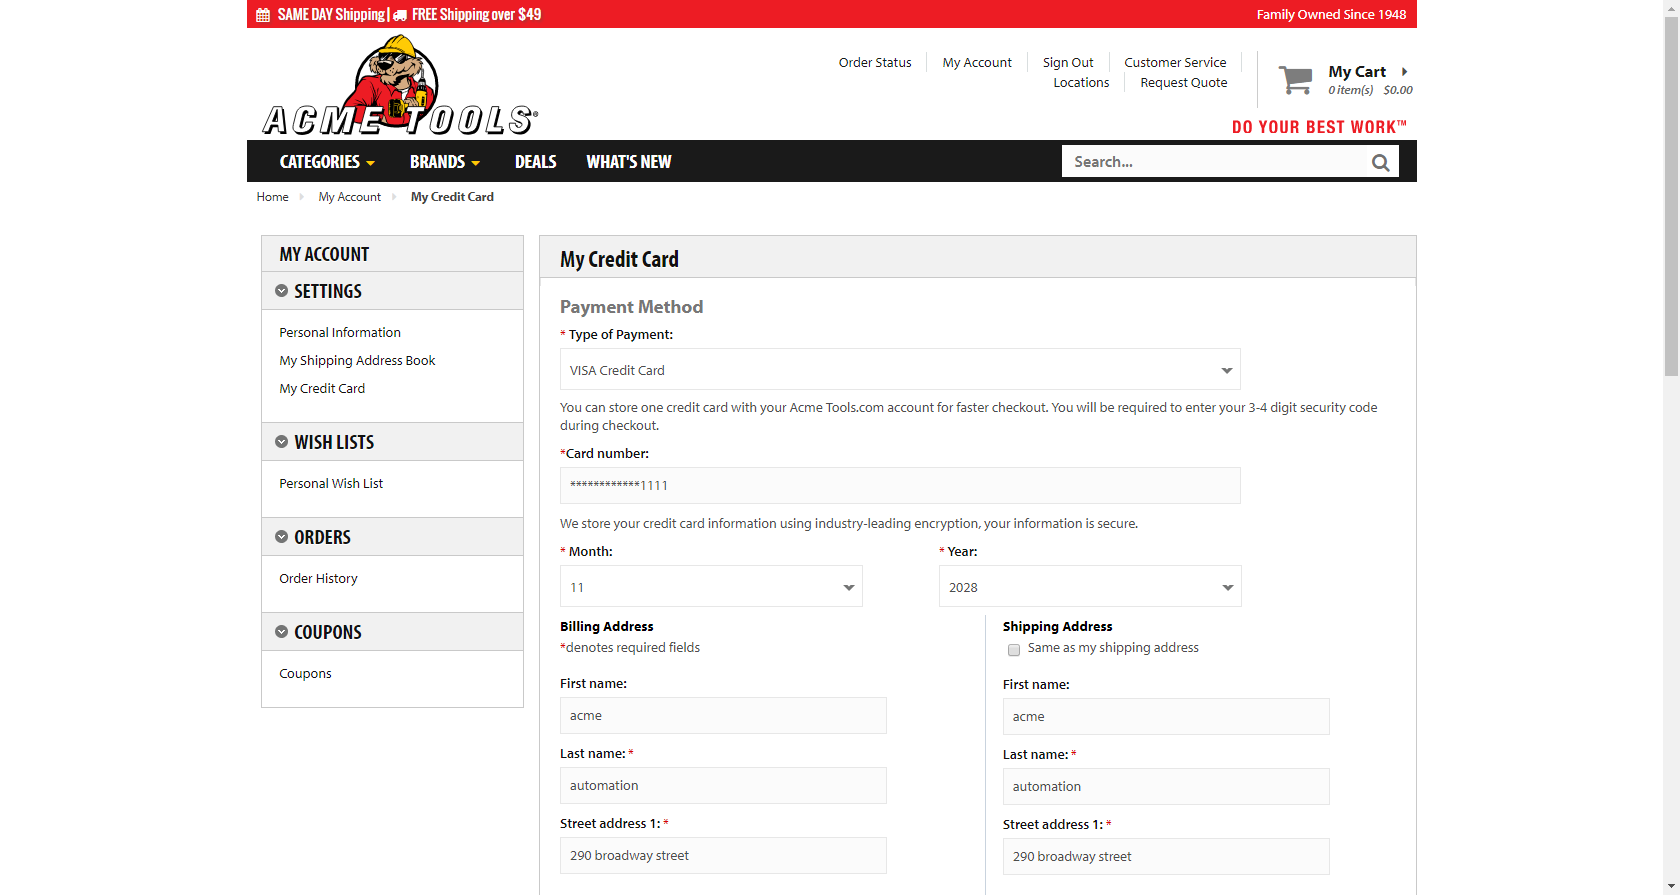 SAME DAY Shipping | FREE Shipping over $49
Family Owned Since 1948
ACME TOOLS®
Order Status
My Account
Sign Out
Customer Service
Locations
Request Quote
My Cart
0 item(s) $0.00
DO YOUR BEST WORK™
CATEGORIES
BRANDS
DEALS
WHAT'S NEW
Search...
Home
My Account
My Credit Card
MY ACCOUNT
SETTINGS
Personal Information
My Shipping Address Book
My Credit Card
WISH LISTS
Personal Wish List
ORDERS
Order History
COUPONS
Coupons
My Credit Card
Payment Method
* Type of Payment:
VISA Credit Card
You can store one credit card with your Acme Tools.com account for faster checkout. You will be required to enter your 3-4 digit security code
during checkout.
*Card number:
************1111
We store your credit card information using industry-leading encryption, your information is secure.
* Month:
11
* Year:
2028
Billing Address
*denotes required fields
First name:
acme
Last name: *
automation
Street address 1: *
290 broadway street
Shipping Address
Same as my shipping address
First name:
acme
Last name: *
automation
Street address 1: *
290 broadway street